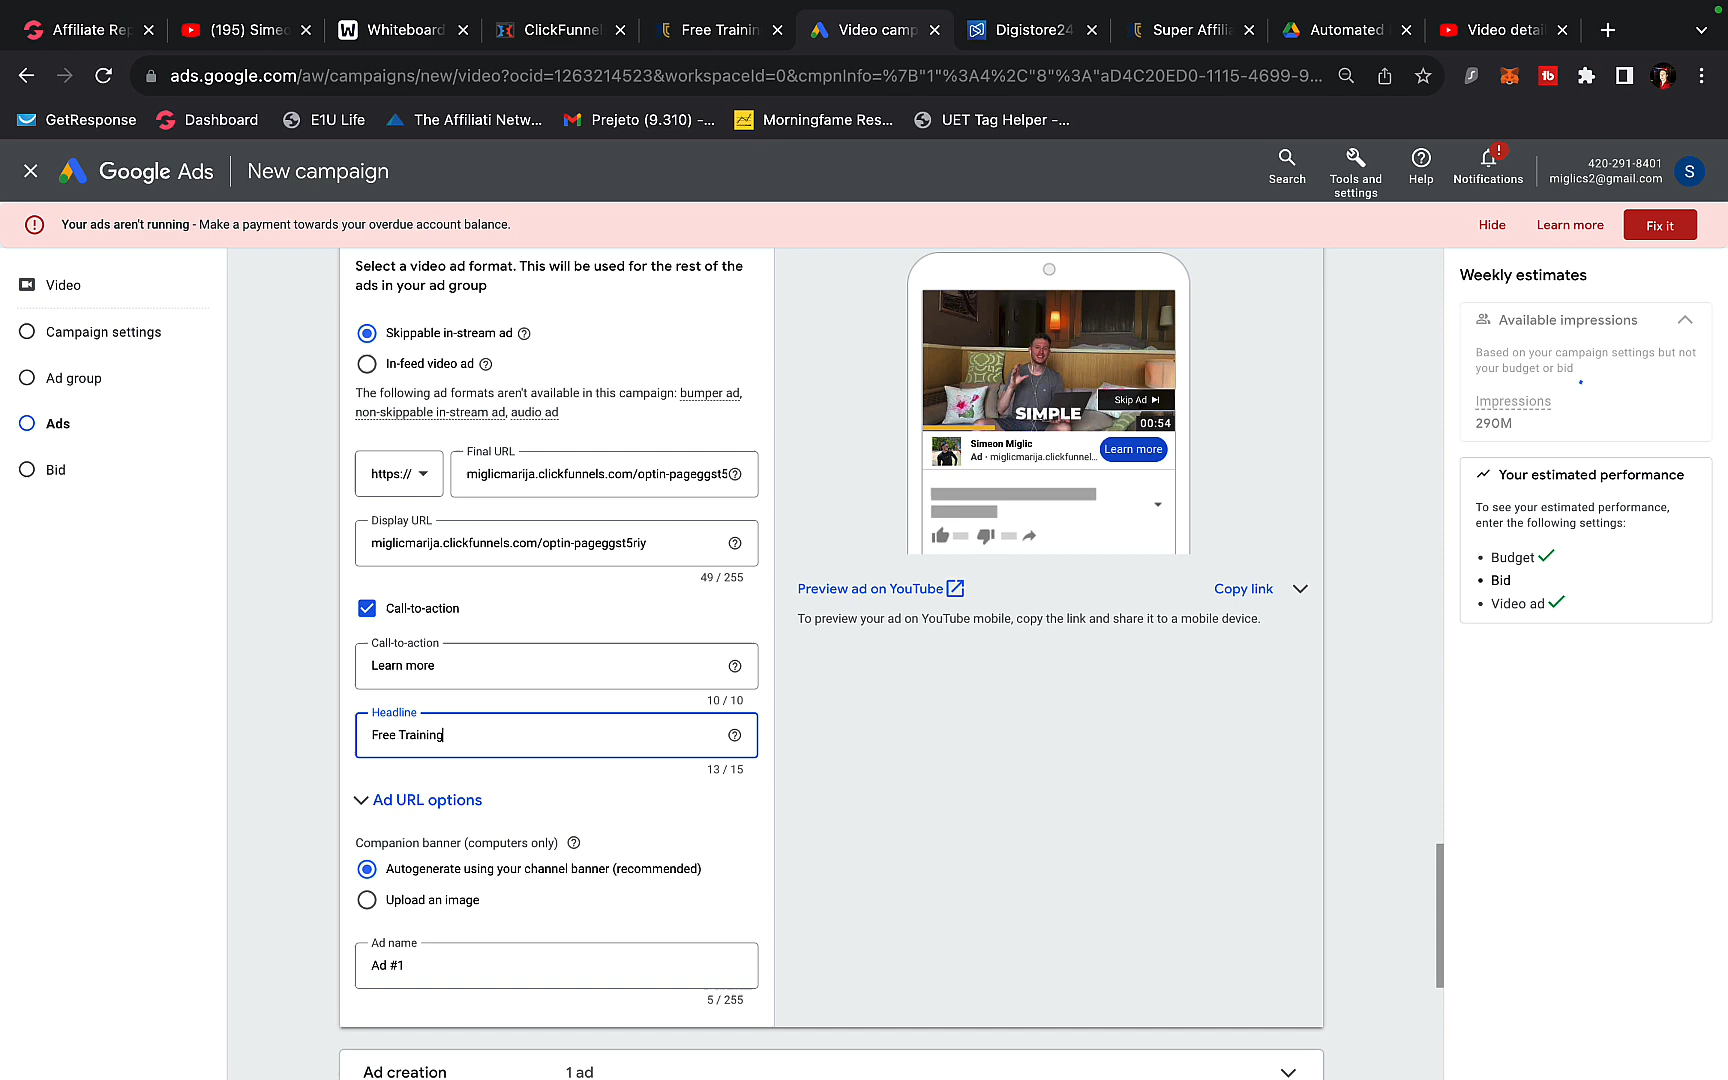 Affiliate Rep
(195) Simeo
Whiteboard
ClickFunnel
Free Trainin
Video camp
Digistore24
Super Affilia
Automated
Video detai
ads.google.com/aw/campaigns/new/video?ocid=1263214523&workspaceId=0&cmpnInfo=%7B"1"%3A4%2C"8"%3A"aD4C20ED0-1115-4699-9...
GetResponse
Dashboard
E1U Life
The Affiliati Netw...
Prejeto (9.310) -...
Morningfame Res...
UET Tag Helper -...
Google Ads
New campaign
Search
Tools and
settings
Help
Notifications
420-291-8401
miglics2@gmail.com
S
Your ads aren't running - Make a payment towards your overdue account balance.
Hide
Learn more
Fix it
Video
Campaign settings
Ad group
Ads
Bid
Select a video ad format. This will be used for the rest of the
ads in your ad group
Skippable in-stream ad
In-feed video ad
The following ad formats aren't available in this campaign: bumper ad,
non-skippable in-stream ad, audio ad
https://
Final URL
miglicmarija.clickfunnels.com/optin-pageggst5
Display URL
miglicmarija.clickfunnels.com/optin-pageggst5riy
49 / 255
Call-to-action
Call-to-action
Learn more
10 / 10
Headline
Free Training
13 / 15
Ad URL options
Companion banner (computers only)
Autogenerate using your channel banner (recommended)
Upload an image
Ad name
Ad #1
5 / 255
Ad creation
1 ad
SIMPLE
Skip Ad
00:54
Simeon Miglic
Ad · miglicmarija.clickfunnel...
Learn more
Preview ad on YouTube
Copy link
To preview your ad on YouTube mobile, copy the link and share it to a mobile device.
Weekly estimates
Available impressions
Based on your campaign settings but not
your budget or bid
Impressions
290M
Your estimated performance
To see your estimated performance,
enter the following settings:
• Budget
• Bid
• Video ad